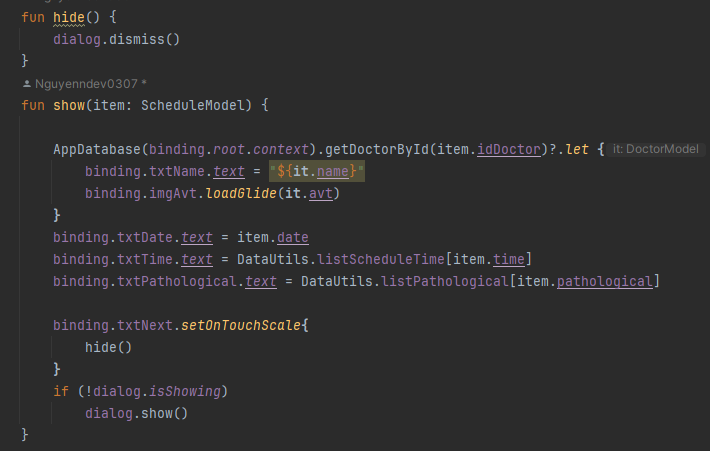 fun hide() {
dialog.dismiss()
}
Nguyenndev0307 *
fun show(item: ScheduleModel) {
AppDatabase(binding.root.context).getDoctorById(item.idDoctor)?.let { it: DoctorModel
binding.txtName.text = "${it.name}"
binding.imgAvt.loadGlide(it.avt)
}
binding.txtDate.text = item.date
binding.txtTime.text = DataUtils.listScheduleTime[item.time]
binding.txtPathological.text = DataUtils.listPathological[item.pathological]
binding.txtNext.setOnTouchScale{
hide()
}
if (!dialog.isShowing)
dialog.show()
}